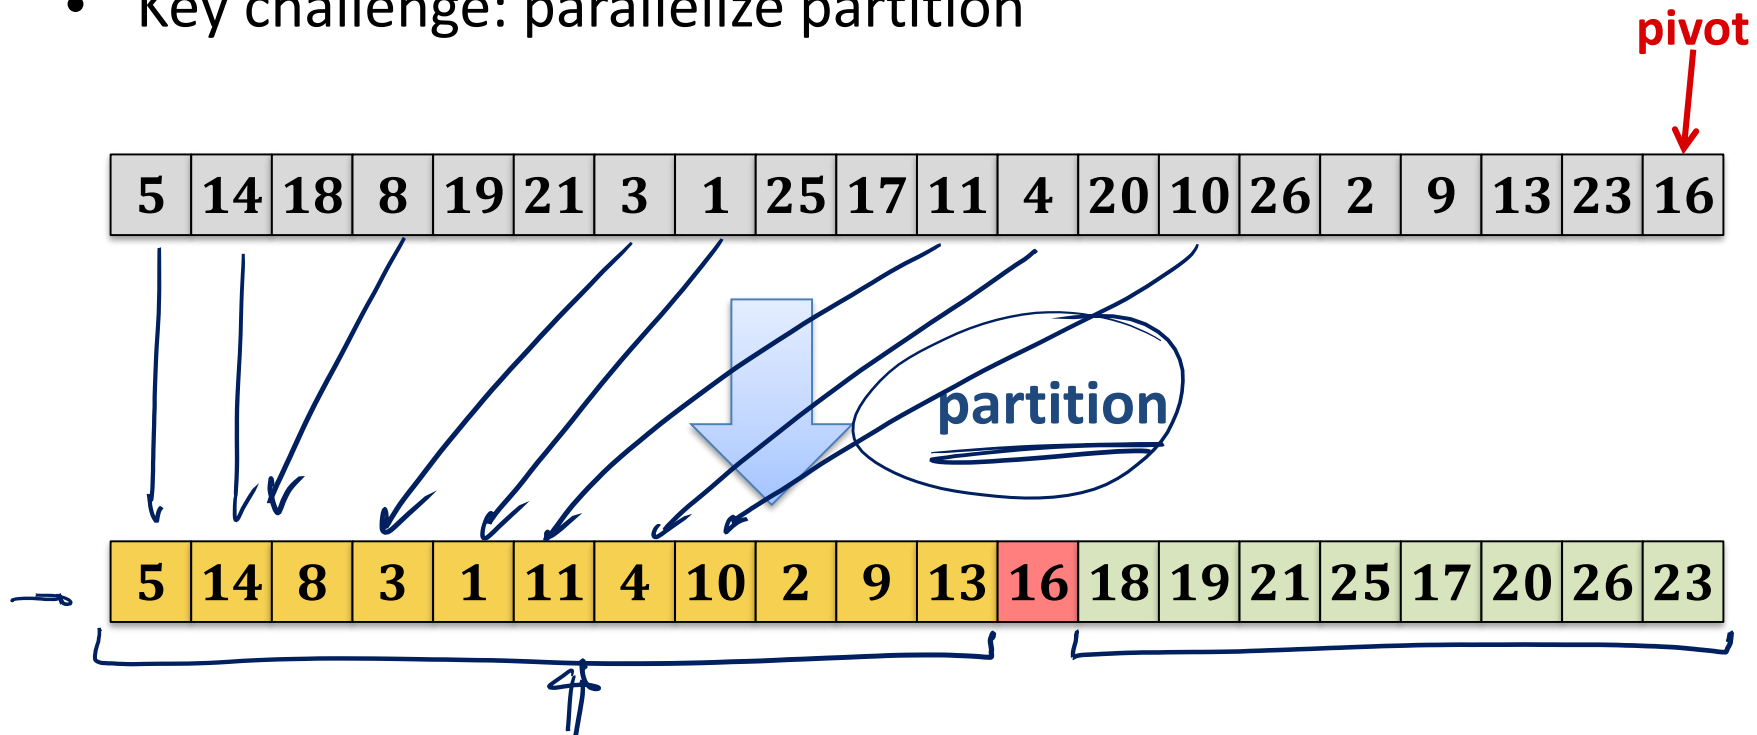 • Key challenge: parallelize partition
pivot
5 14 18 8 19 21 3 1 25 17 11 4 20 10 26 2 9 13 23 16
partition
5 14 8 3 1 11 4 10 2 9 13 16 18 19 21 25 17 20 26 23